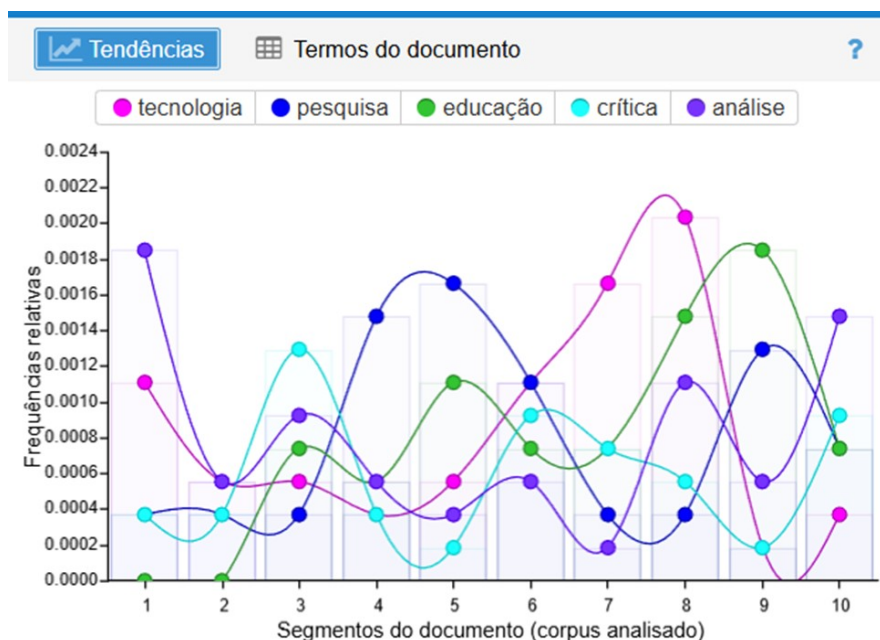 Tendências Termos do documento ?
tecnologia pesquisa educação crítica análise
Frequências relativas
0.0024
0.0022
0.0020
0.0018
0.0016
0.0014
0.0012
0.0010
0.0008
0.0006
0.0004
0.0002
0.0000
1 2 3 4 5 6 7 8 9 10
Segmentos do documento (corpus analisado)